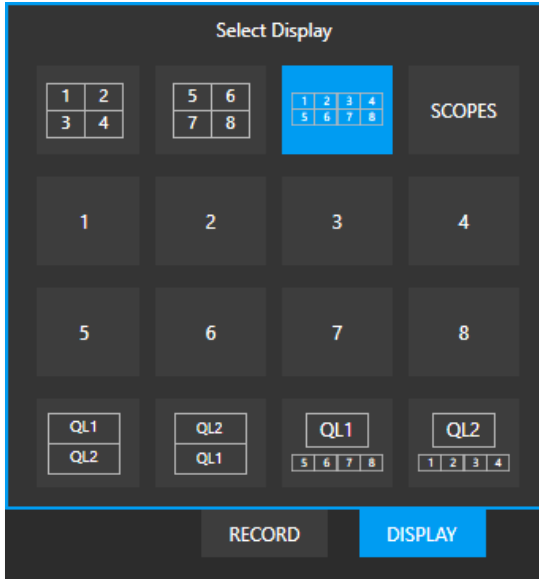 Select Display
1 2
3 4
5 6
7 8
1 2 3 4
5 6 7 8
SCOPES
1 2 3 4
5 6 7 8
QL1
QL2
QL2
QL1
QL1
5 6 7 8
QL2
1 2 3 4
RECORD DISPLAY